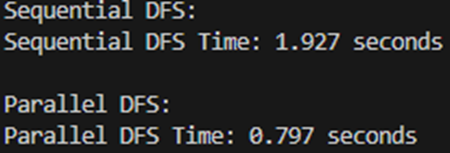 Sequential DFS:
Sequential DFS Time: 1.927 seconds
Parallel DFS:
Parallel DFS Time: 0.797 seconds